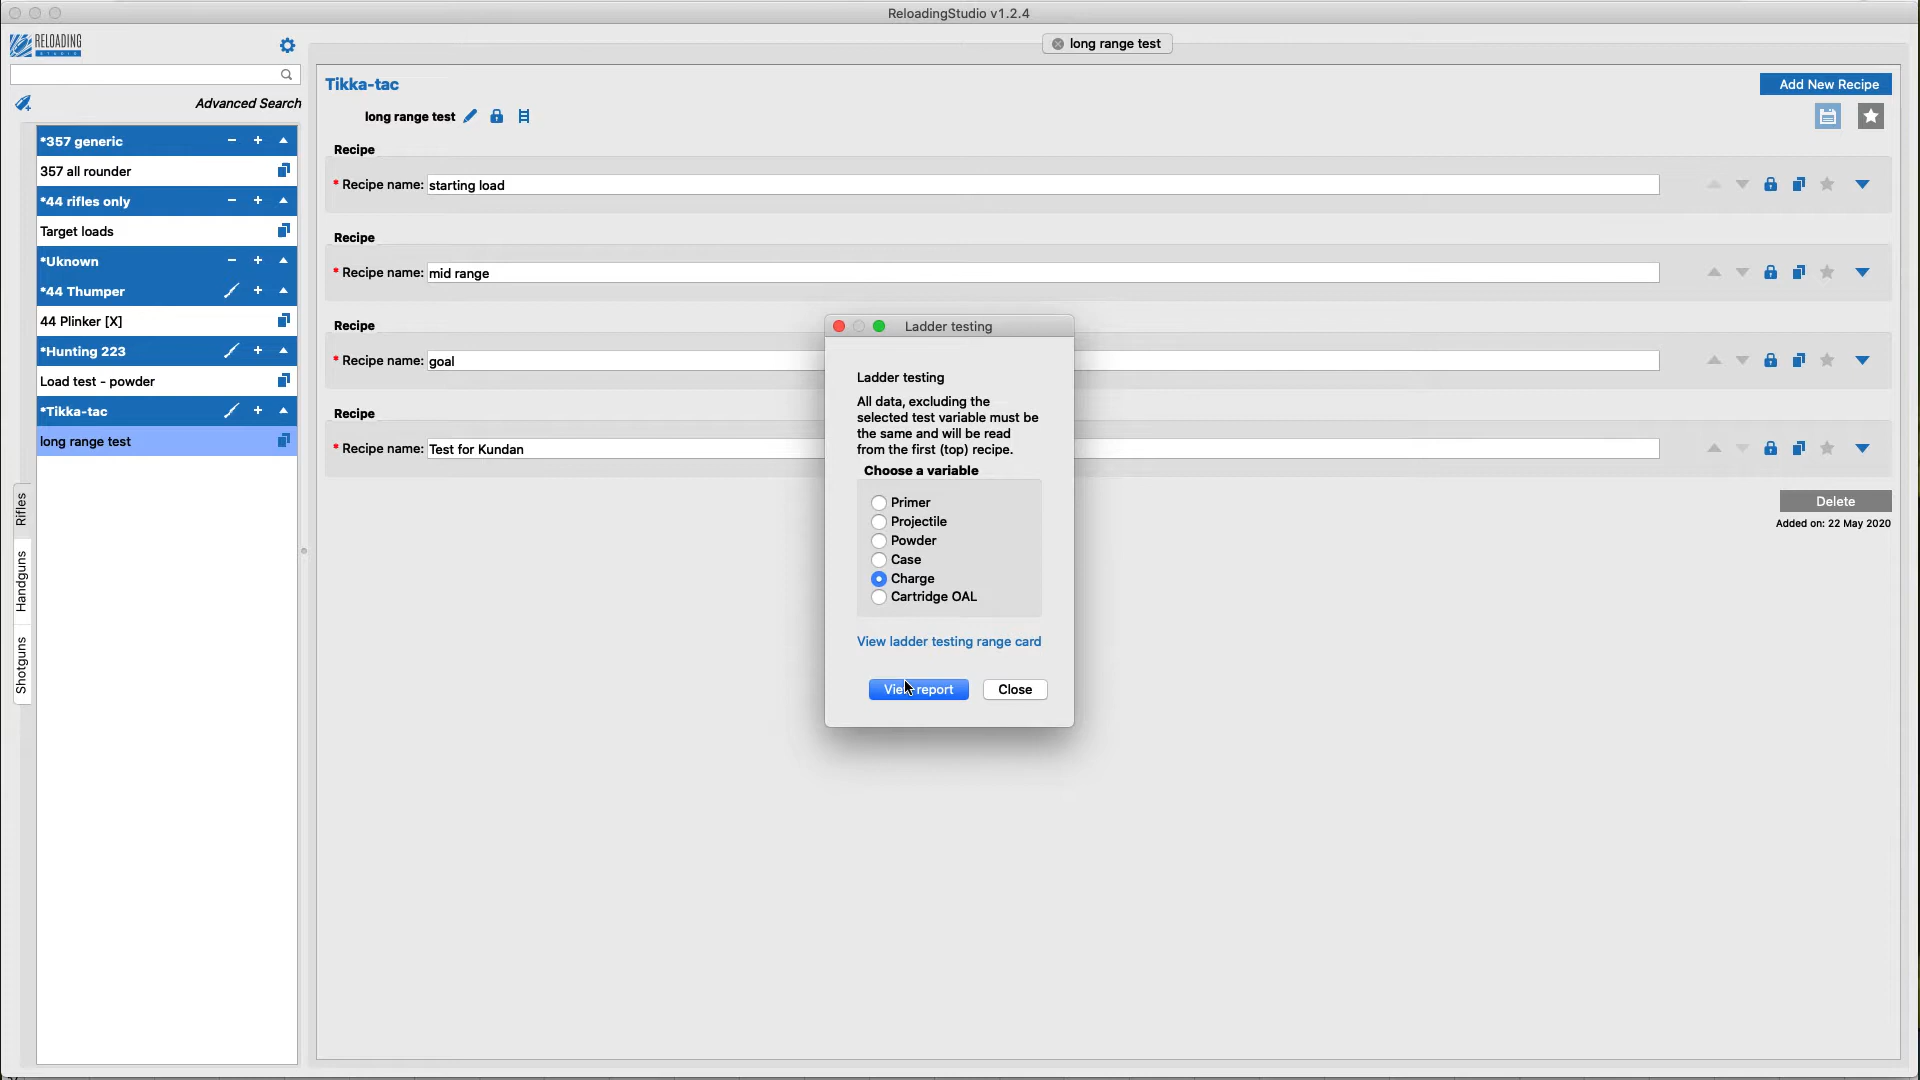 ReloadingStudio v1.2.4
RELOADING
STUDIO
long range test
Advanced Search
Tikka-tac
Add New Recipe
long range test
*357 generic
357 all rounder
*44 rifles only
Target loads
*Uknown
*44 Thumper
44 Plinker [X]
*Hunting 223
Load test - powder
*Tikka-tac
long range test
Rifles
Handguns
Shotguns
Recipe
* Recipe name: starting load
Recipe
* Recipe name: mid range
Recipe
* Recipe name: goal
Recipe
* Recipe name: Test for Kundan
Delete
Added on: 22 May 2020
Ladder testing
Ladder testing
All data, excluding the
selected test variable must be
the same and will be read
from the first (top) recipe.
Choose a variable
Primer
Projectile
Powder
Case
Charge
Cartridge OAL
View ladder testing range card
View report
Close